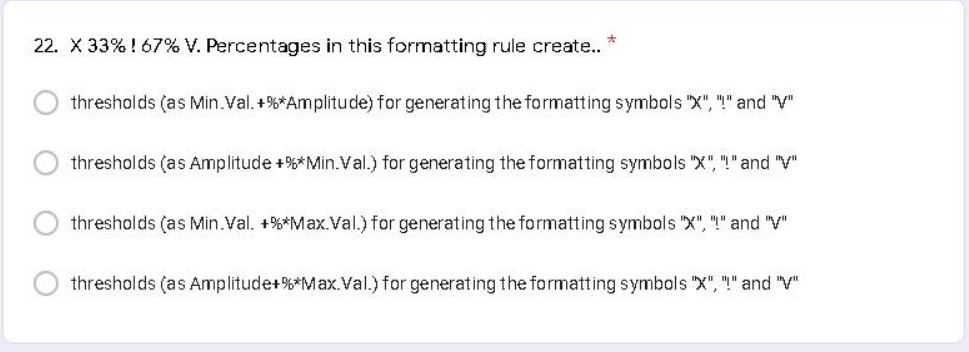 22. X 33% ! 67% V. Percentages in this formatting rule create.. *
thresholds (as Min.Val.+%*Amplitude) for generating the formatting symbols "X", "!" and "V"
thresholds (as Amplitude +%*Min.Val.) for generating the formatting symbols "X", "!" and "V"
thresholds (as Min.Val. +%*Max.Val.) for generating the formatting symbols "X", "!" and "V"
thresholds (as Amplitude+%*Max.Val.) for generating the formatting symbols "X", "!" and "V"